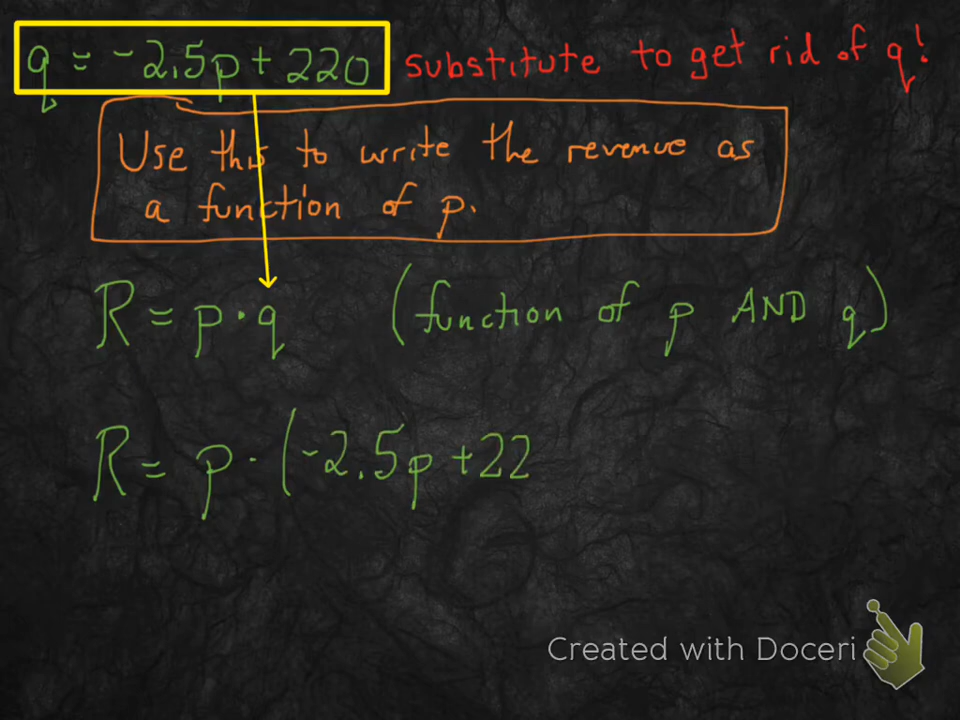 q = -2.5p + 220 substitute to get rid of q!
Use this to write the revenue as
a function of p.
R = p · q (function of p AND q)
R = p · (-2.5p + 22
Created with Doceri